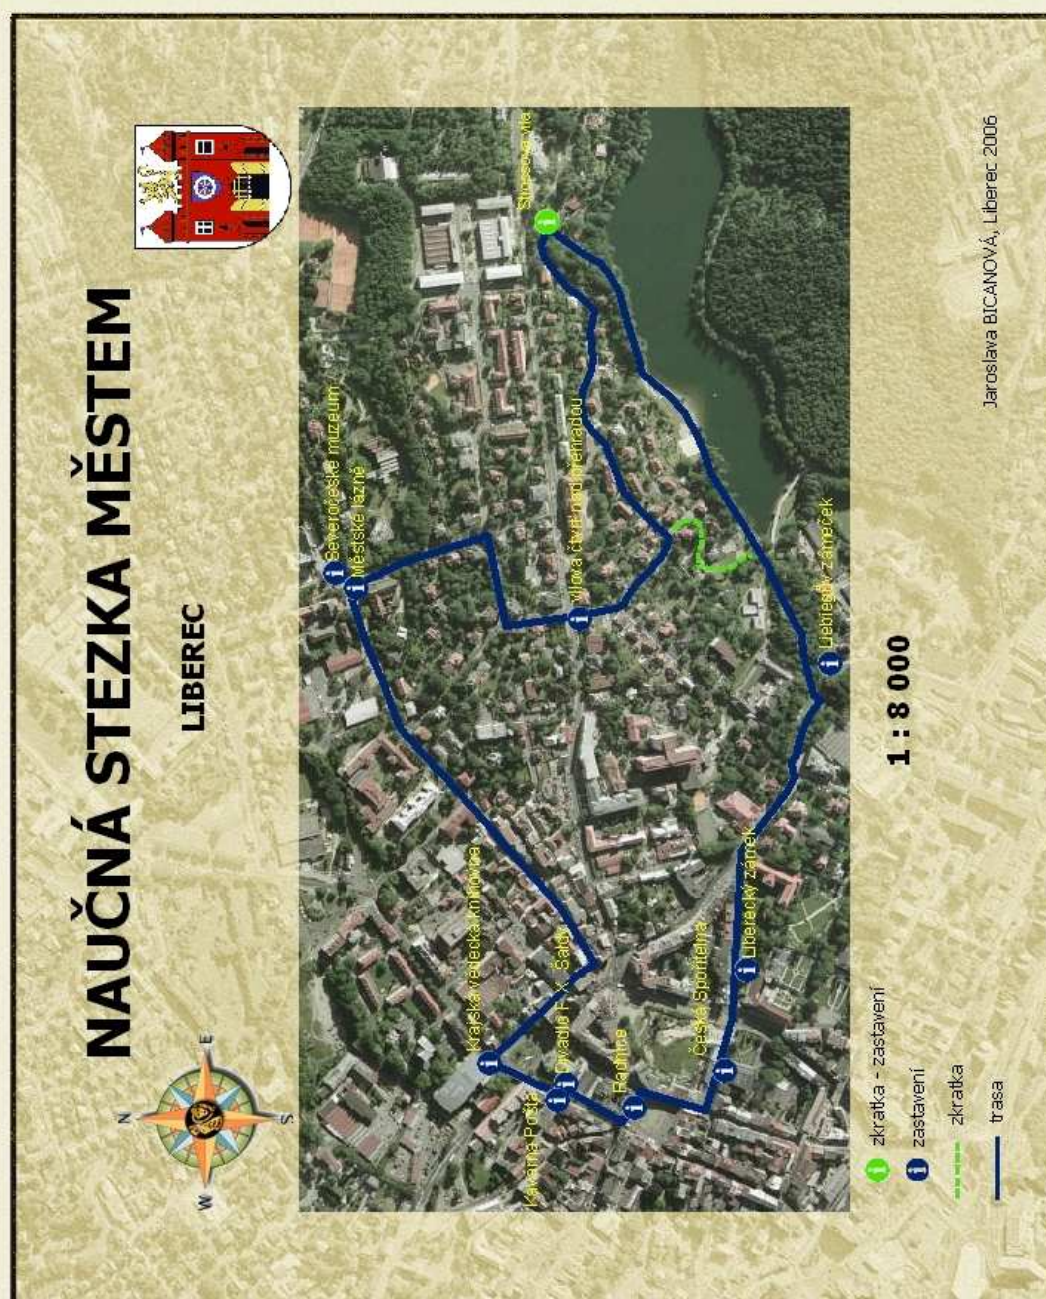 NAUČNÁ STEZKA MĚSTEM
LIBEREC
N
W
E
S
Severočeské muzeum
Městské lázně
Krajská vědecká knihovna
Divadlo F. X. Šaldy
Kavárna Pošta
Radnice
Česká Spořitelna
Liberecký zámek
Liebiegův zámeček
Vilová čtvrť nad přehradou
Strossova vila
1 : 8 000
zkratka - zastavení
zastavení
zkratka
trasa
Jaroslava BICANOVÁ, Liberec 2006